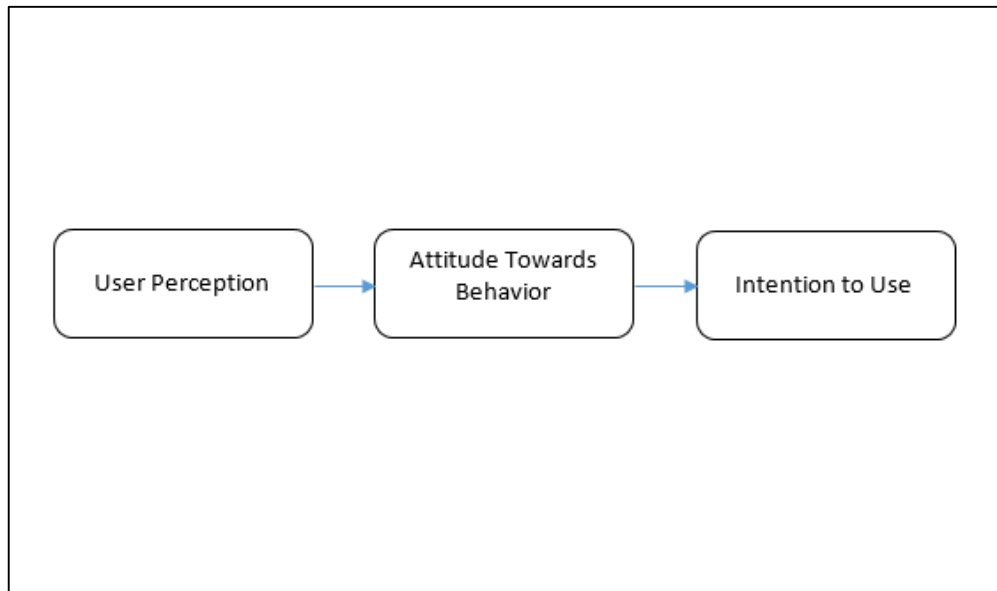 User Perception
Attitude Towards
Behavior
Intention to Use